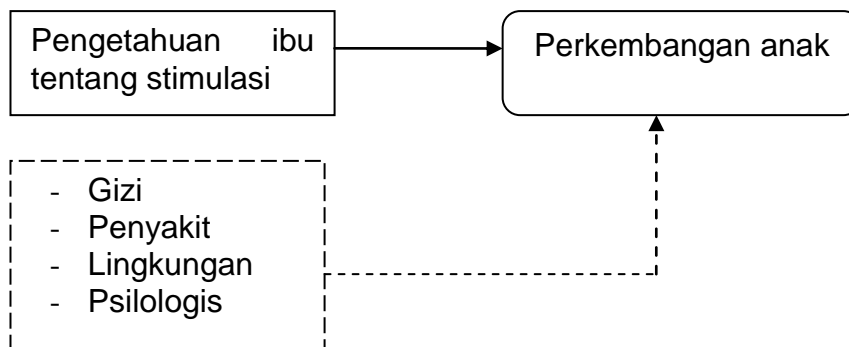 Pengetahuan ibu
tentang stimulasi
Perkembangan anak
- Gizi
- Penyakit
- Lingkungan
- Psilologis